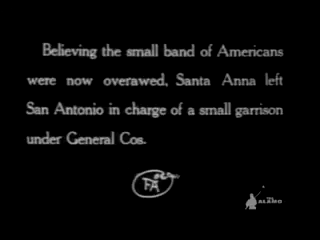 Believing the small band of Americans
were now overawed, Santa Anna left
San Antonio in charge of a small garrison
under General Cos.
FA